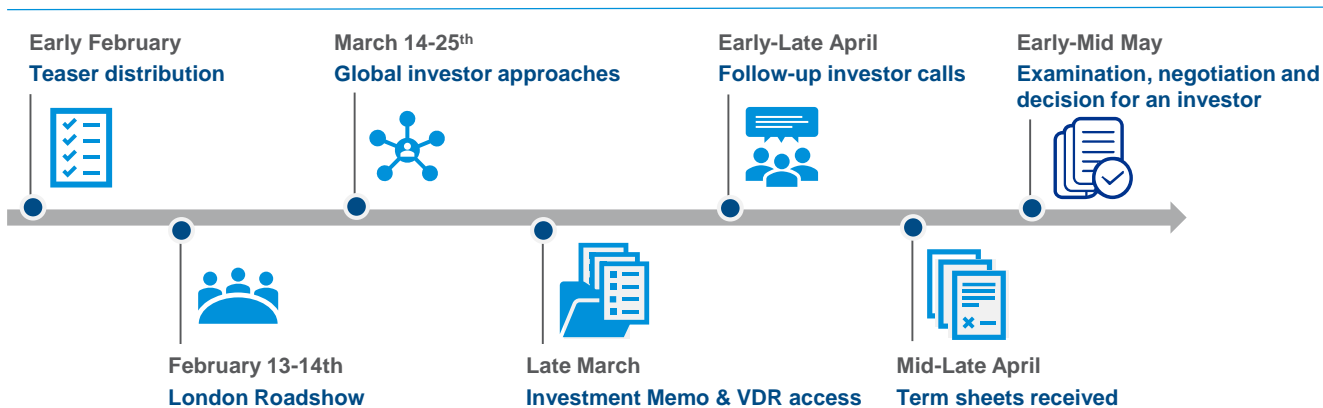 Early February
Teaser distribution
March 14-25th
Global investor approaches
Early-Late April
Follow-up investor calls
Early-Mid May
Examination, negotiation and
decision for an investor
February 13-14th
London Roadshow
Late March
Investment Memo & VDR access
Mid-Late April
Term sheets received